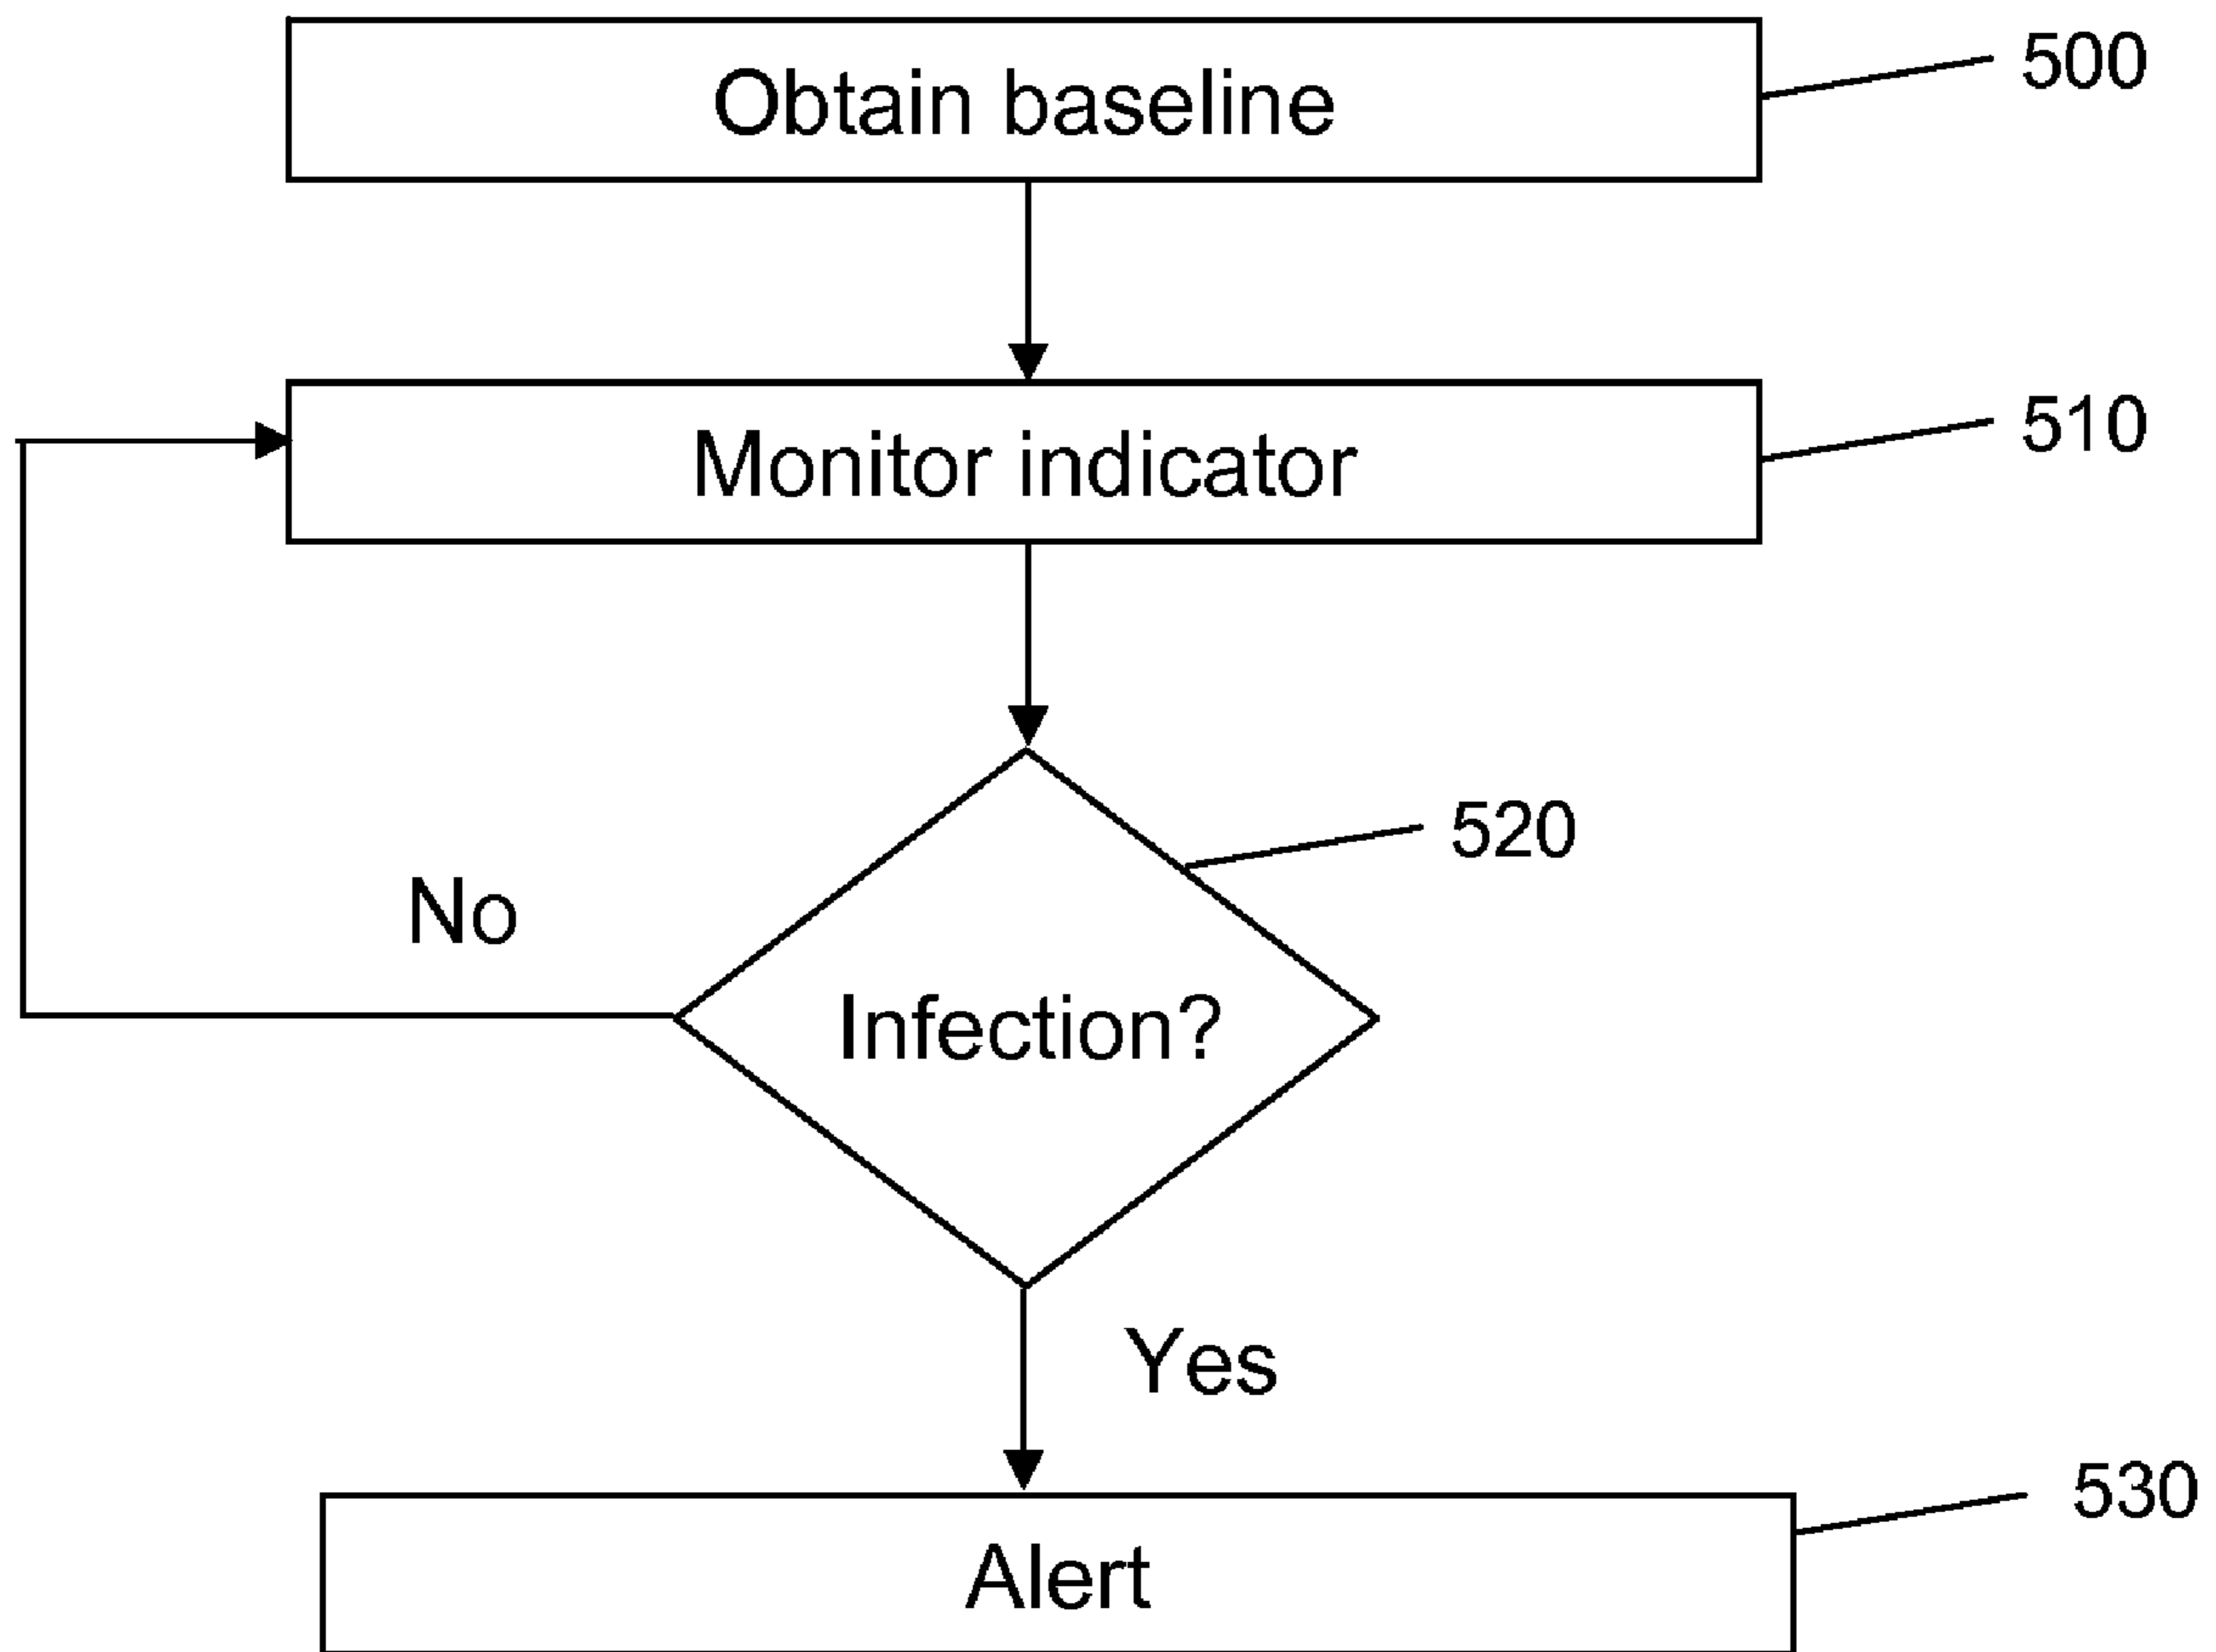 Obtain baseline
500
Monitor indicator
510
520
No
Infection?
Yes
530
Alert